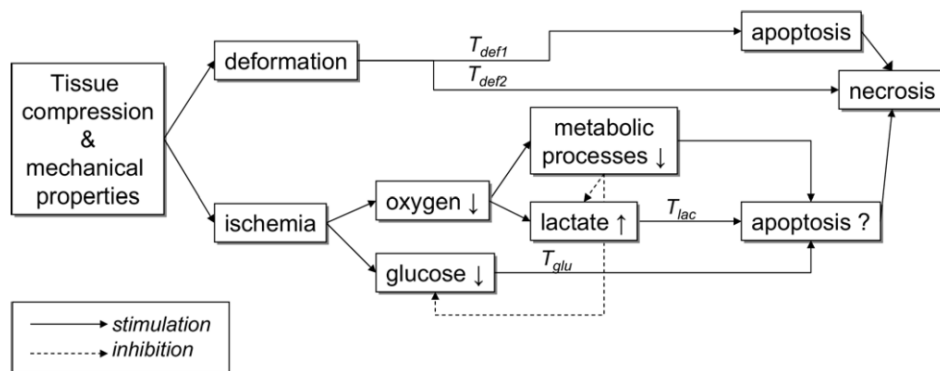 Tissue
compression
&
mechanical
properties
deformation
T_def1
T_def2
apoptosis
necrosis
ischemia
oxygen ↓
metabolic
processes ↓
lactate ↑
T_lac
apoptosis ?
glucose ↓
T_glu
stimulation
inhibition